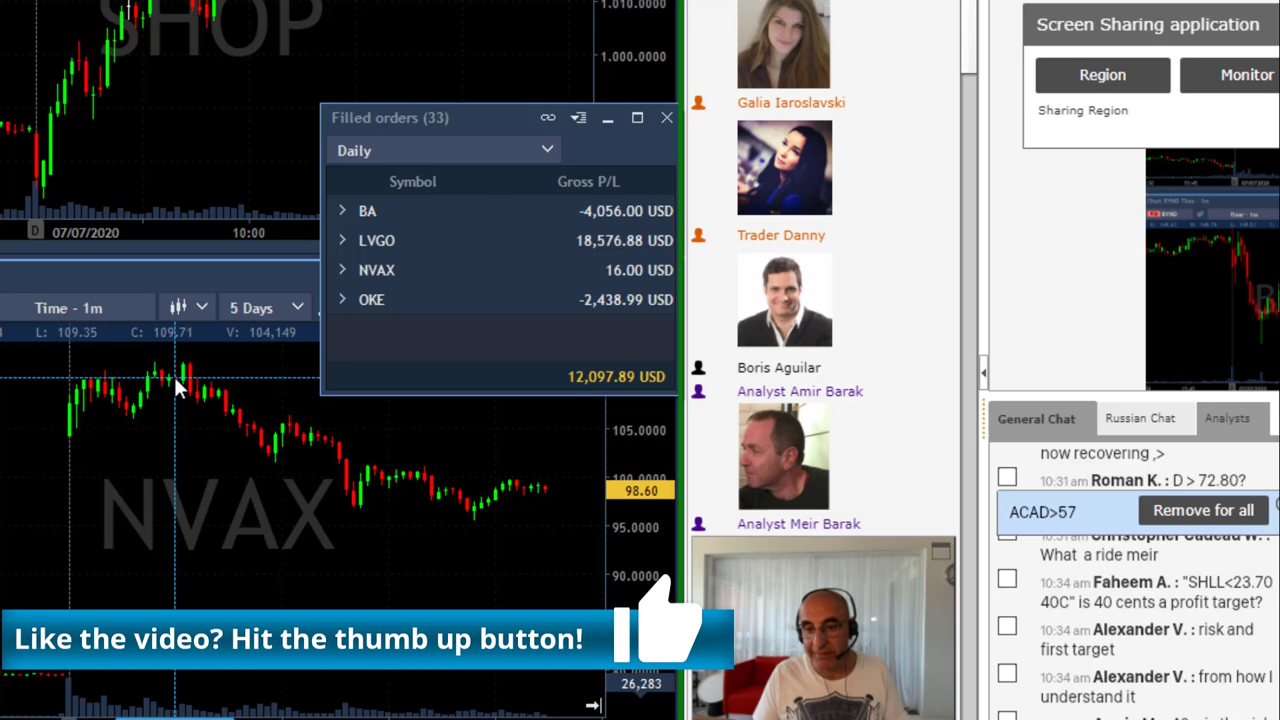 SHOP
1.010.0000
1.000.0000
D
07/07/2020
10:00
Filled orders (33)
Daily
Symbol
Gross P/L
BA
-4,056.00 USD
LVGO
18,576.88 USD
NVAX
16.00 USD
OKE
-2,438.99 USD
12,097.89 USD
Time - 1m
5 Days
L: 109.35
C: 109.71
V: 104,149
NVAX
105.0000
98.60
95.0000
90.0000
26,283
Like the video? Hit the thumb up button!
Galia Iaroslavski
Trader Danny
Boris Aguilar
Analyst Amir Barak
Analyst Meir Barak
Screen Sharing application
Region
Monitor
Sharing Region
General Chat
Russian Chat
Analysts
now recovering ,>
10:31 am Roman K. : D > 72.80?
ACAD>57
Remove for all
What a ride meir
10:34 am Faheem A. : "SHLL<23.70
40C" is 40 cents a profit target?
10:34 am Alexander V. : risk and
first target
10:34 am Alexander V. : from how I
understand it